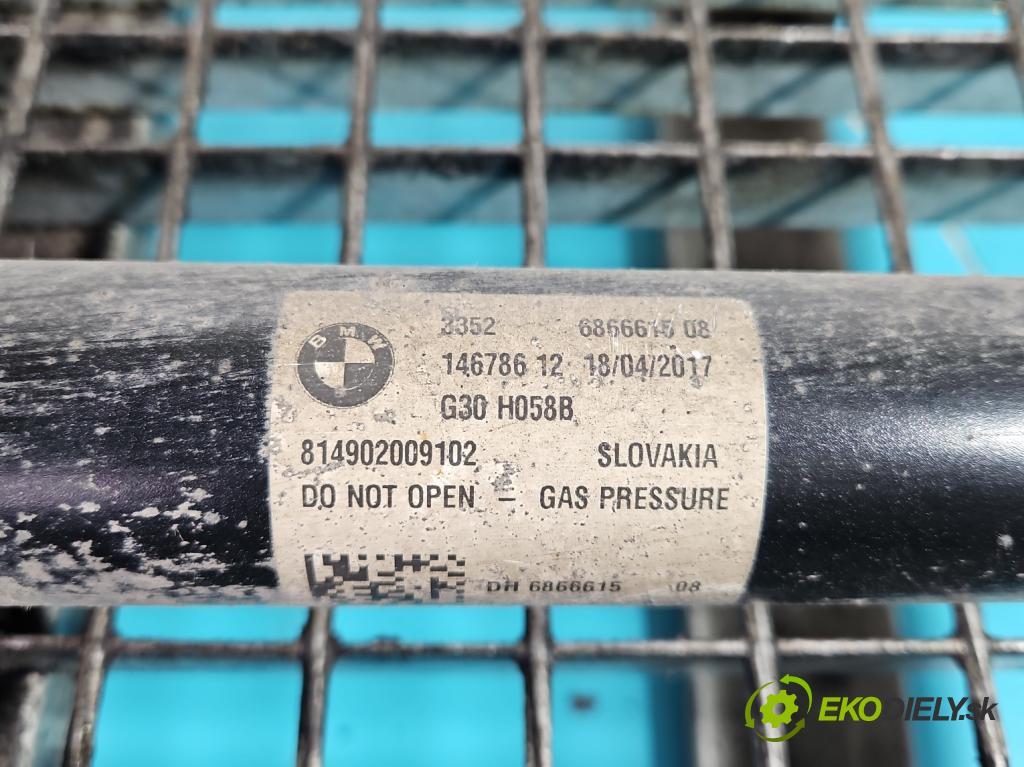 BMW
3352 6866615 08
146786 12 18/04/2017
G30 H058B
814902009102 SLOVAKIA
DO NOT OPEN – GAS PRESSURE
DH 6866615 08
EKODIELY.sk